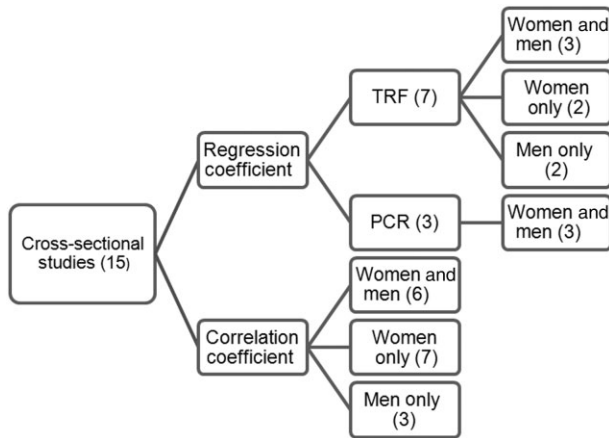 Cross-sectional
studies (15)
Regression
coefficient
TRF (7)
Women and
men (3)
Women
only (2)
Men only
(2)
PCR (3)
Women and
men (3)
Correlation
coefficient
Women and
men (6)
Women
only (7)
Men only
(3)